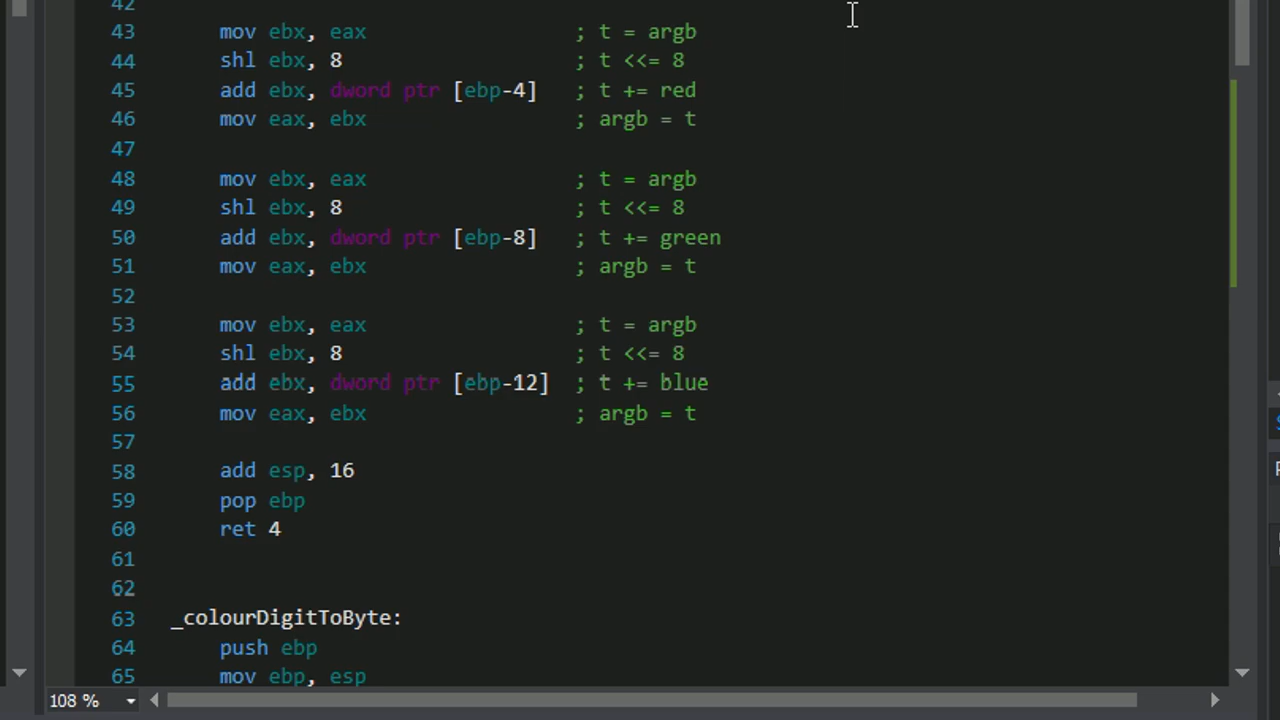 42
43 mov ebx, eax ; t = argb
44 shl ebx, 8 ; t <<= 8
45 add ebx, dword ptr [ebp-4] ; t += red
46 mov eax, ebx ; argb = t
47
48 mov ebx, eax ; t = argb
49 shl ebx, 8 ; t <<= 8
50 add ebx, dword ptr [ebp-8] ; t += green
51 mov eax, ebx ; argb = t
52
53 mov ebx, eax ; t = argb
54 shl ebx, 8 ; t <<= 8
55 add ebx, dword ptr [ebp-12] ; t += blue
56 mov eax, ebx ; argb = t
57
58 add esp, 16
59 pop ebp
60 ret 4
61
62
63 _colourDigitToByte:
64 push ebp
65 mov ebp, esp
108 %